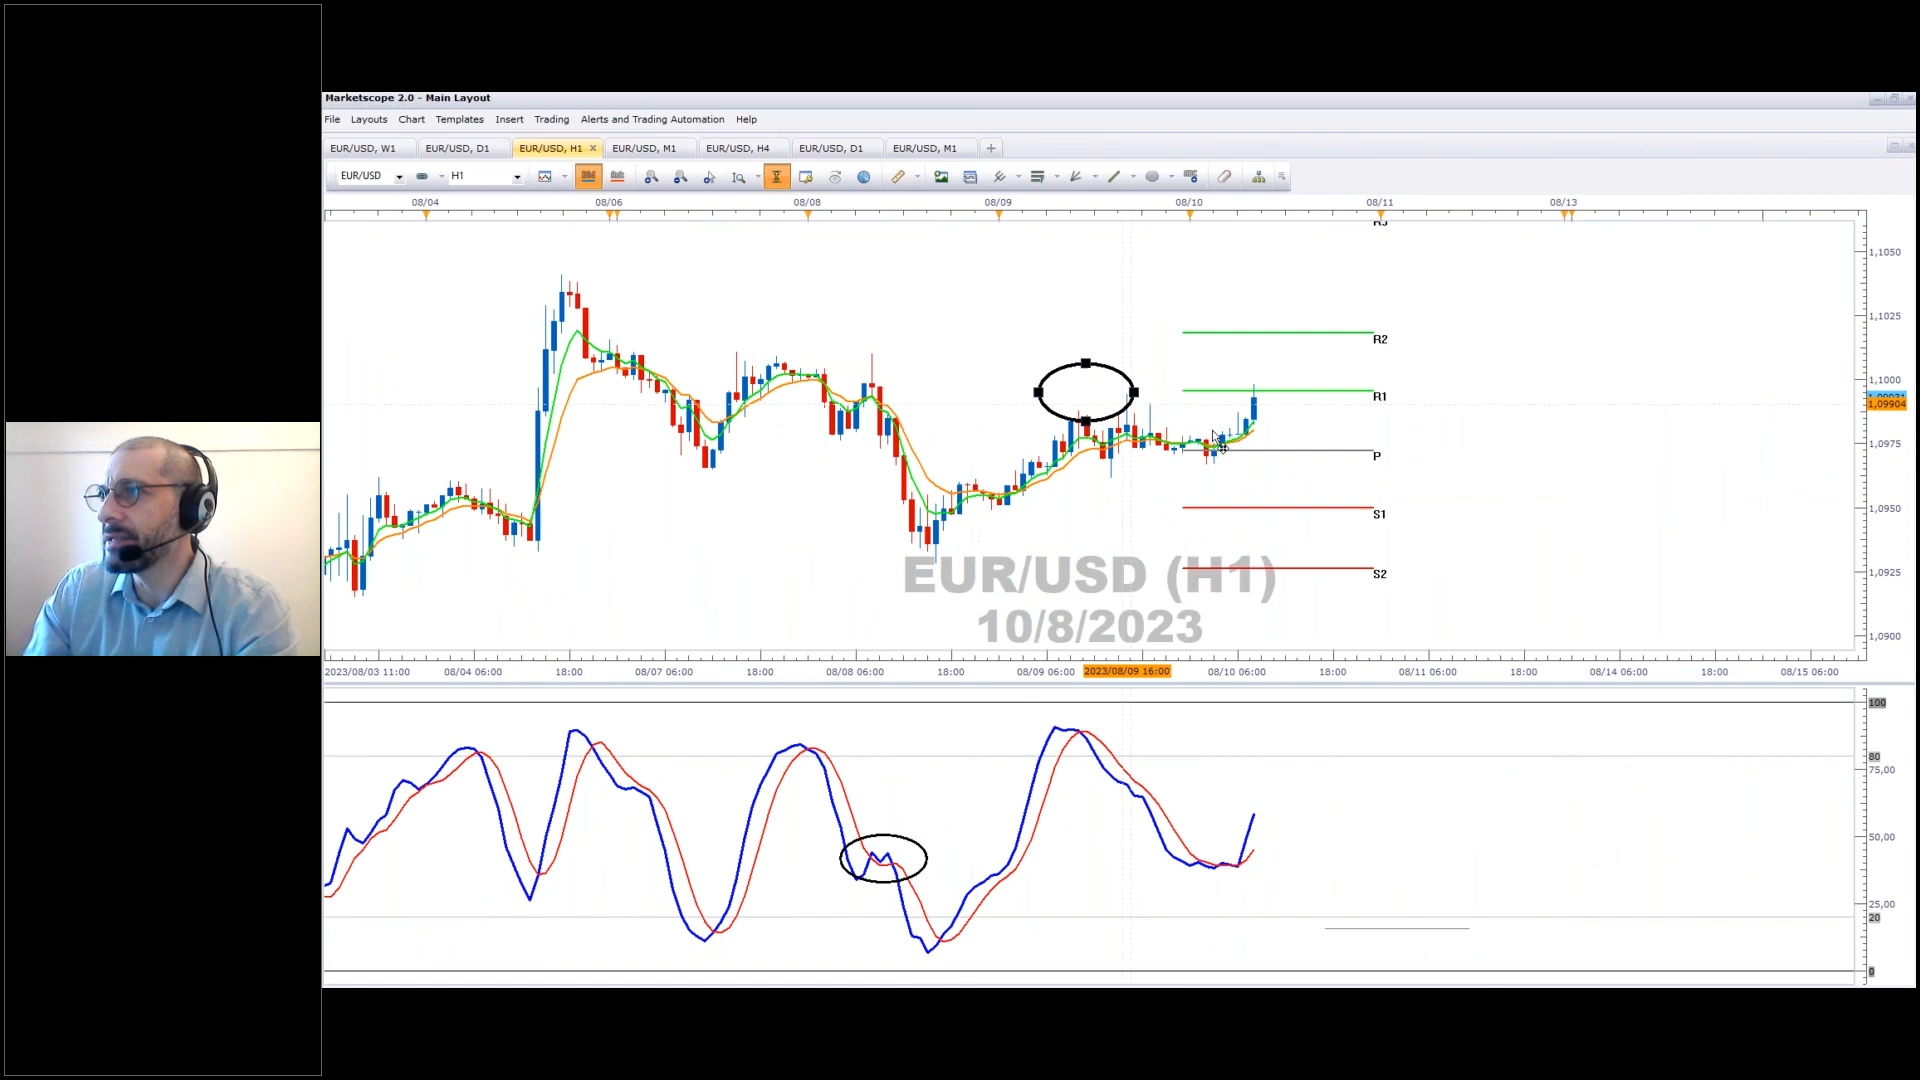 Marketscope 2.0 - Main Layout
File Layouts Chart Templates Insert Trading Alerts and Trading Automation Help
EUR/USD, W1 EUR/USD, D1 EUR/USD, H1 EUR/USD, M1 EUR/USD, H4 EUR/USD, D1 EUR/USD, M1
EUR/USD H1
08/04 08/06 08/08 08/09 08/10 08/11 08/13
1,1050
1,1025
R2
1,1000
R1
1,09904
1,0975
P
1,0950
S1
1,0925
S2
EUR/USD (H1)
10/8/2023
1,0900
2023/08/03 11:00 08/04 06:00 18:00 08/07 06:00 18:00 08/08 06:00 18:00 08/09 06:00 2023/08/09 16:00 08/10 06:00 18:00 08/11 06:00 18:00 08/14 06:00 18:00 08/15 06:00
100
80
75,00
50,00
25,00
20
0